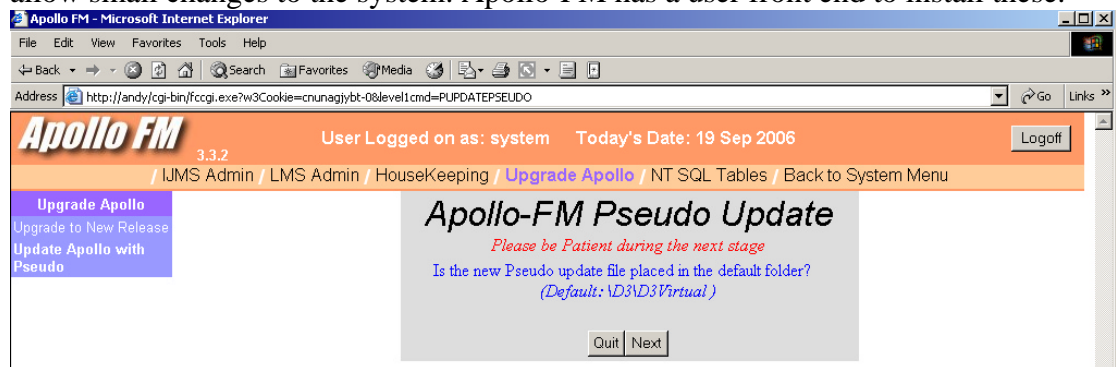 allow small changes to the system. Apollo-FM has a user front end to install these.
Apollo FM - Microsoft Internet Explorer
File Edit View Favorites Tools Help
Back Search Favorites Media
Address http://andy/cgi-bin/fccgi.exe?w3Cookie=cnunagjybt-0&level1cmd=PUPDATEPSEUDO Go Links »
Apollo FM 3.3.2 User Logged on as: system Today's Date: 19 Sep 2006 Logoff
/ IJMS Admin / LMS Admin / HouseKeeping / Upgrade Apollo / NT SQL Tables / Back to System Menu
Upgrade Apollo
Upgrade to New Release
Update Apollo with
Pseudo
Apollo-FM Pseudo Update
Please be Patient during the next stage
Is the new Pseudo update file placed in the default folder?
(Default: \D3\D3Virtual )
Quit Next